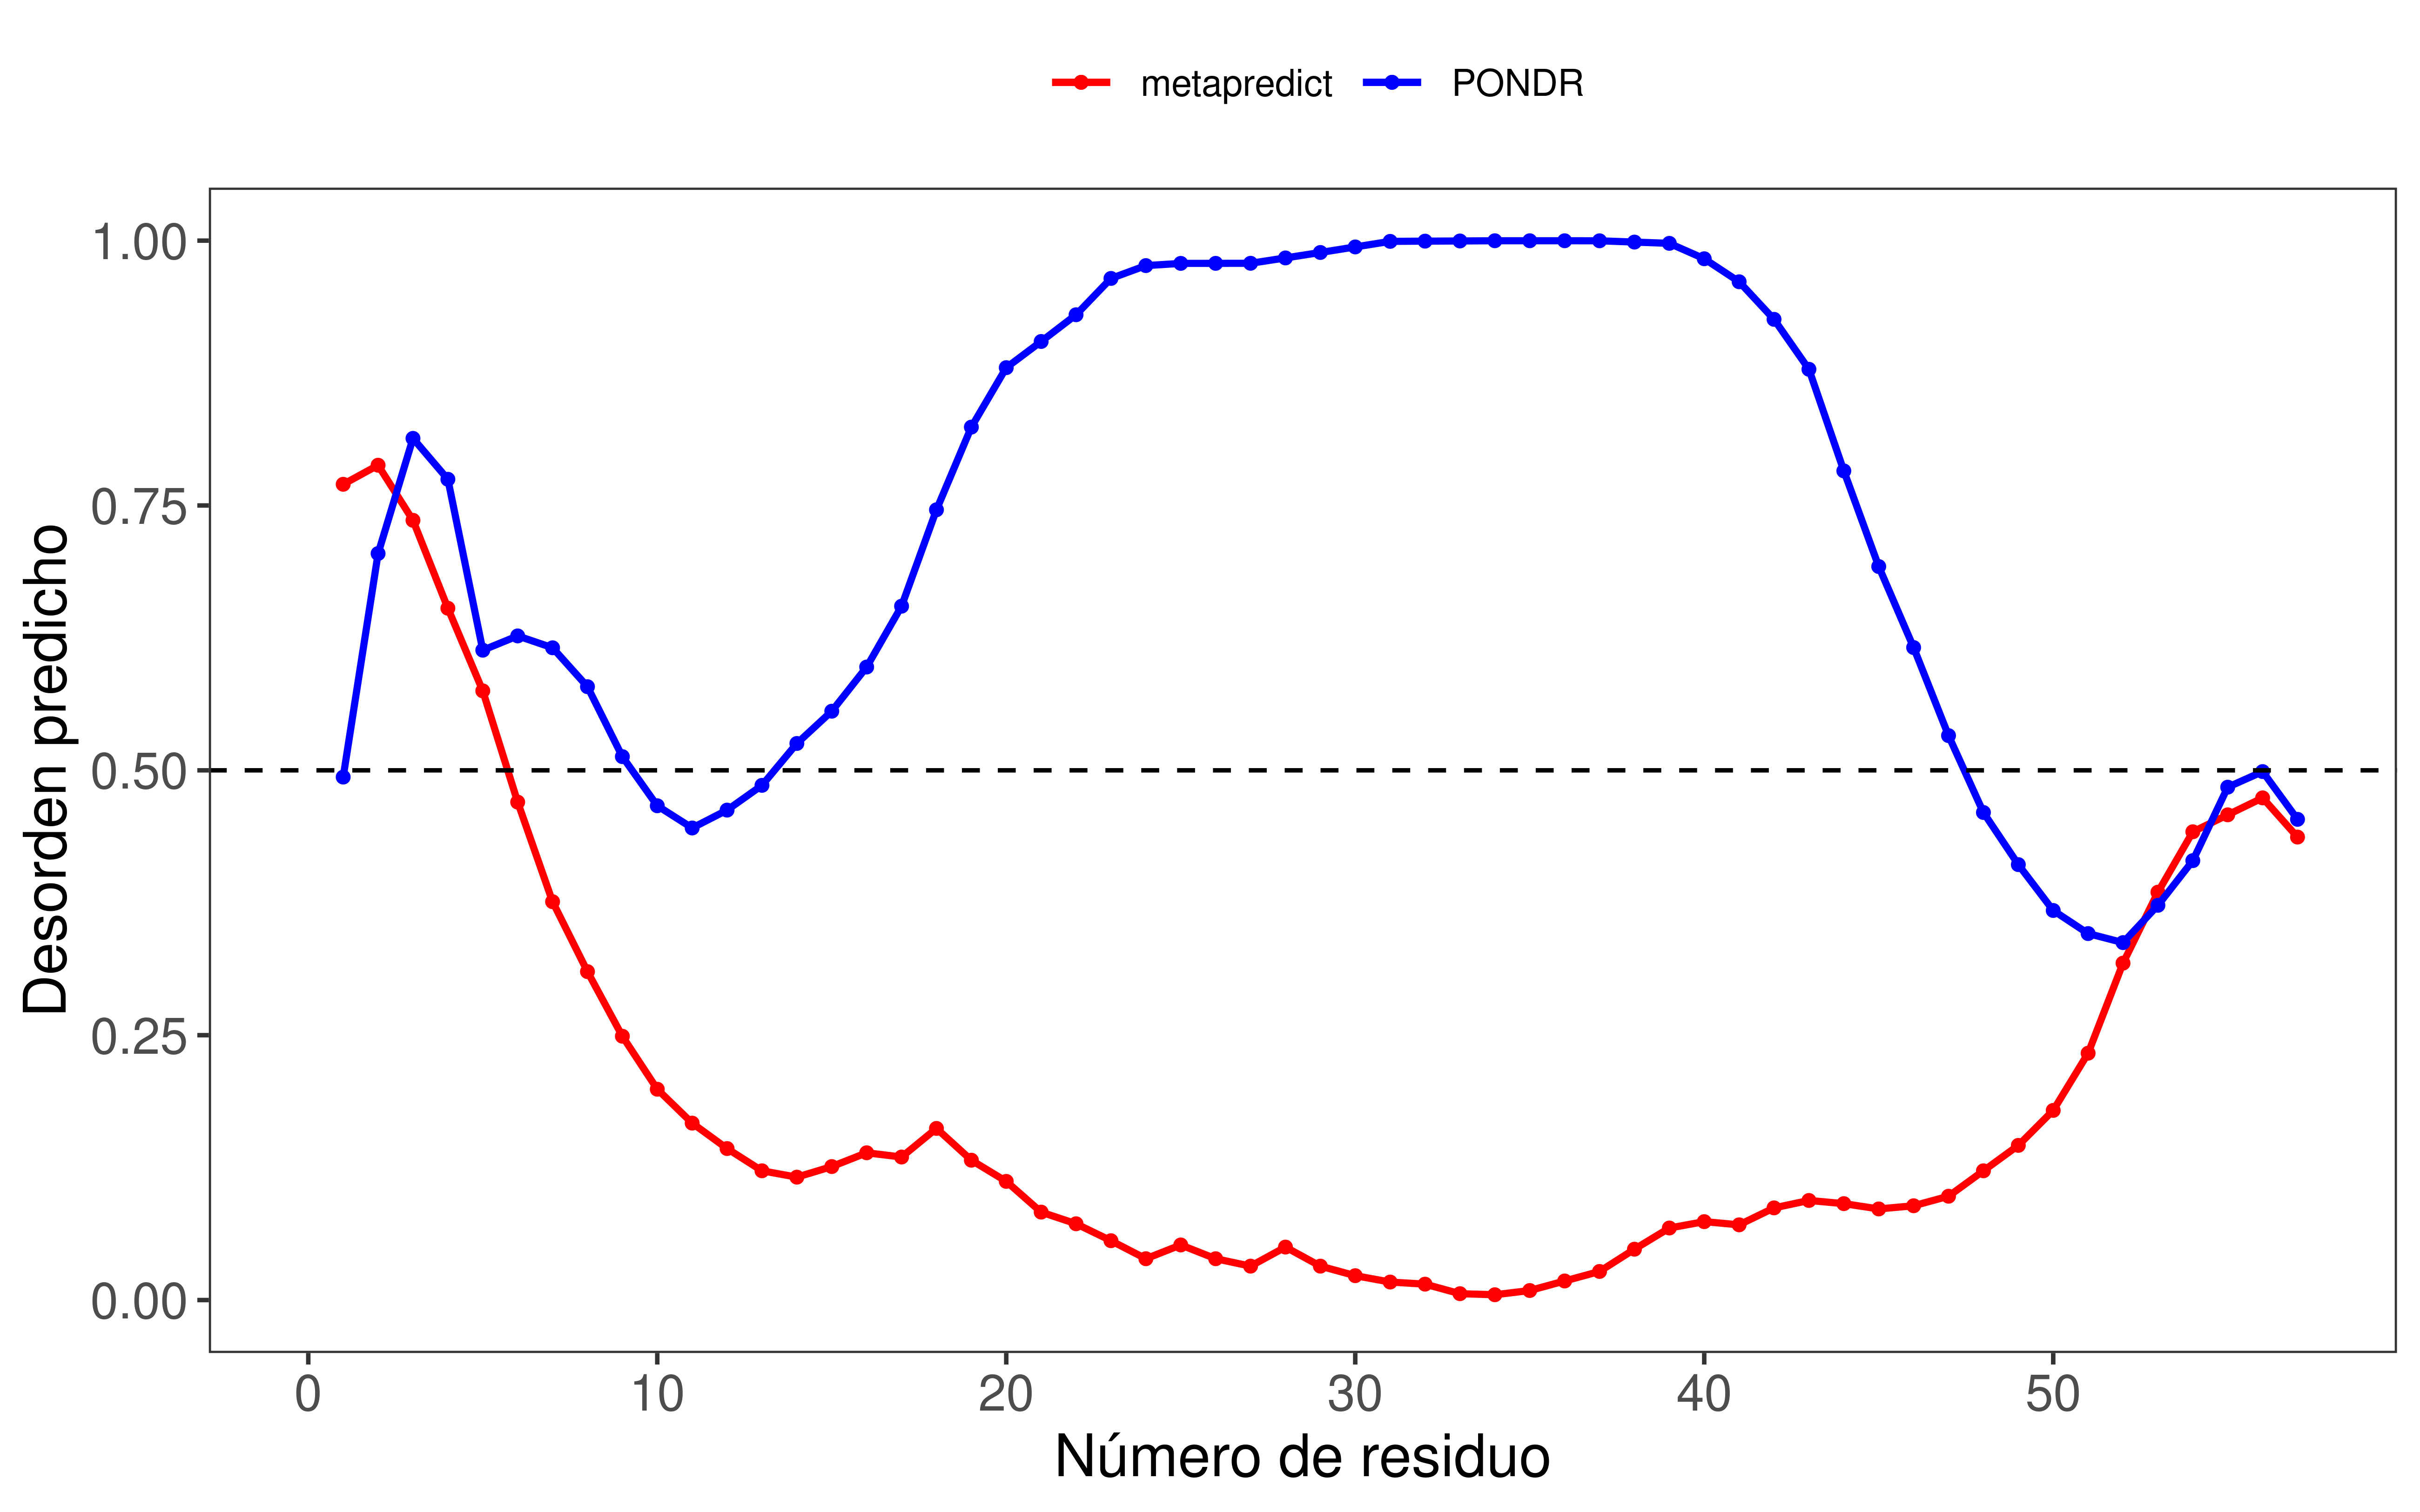 metapredict PONDR
Desorden predicho
1.00
0.75
0.50
0.25
0.00
0 10 20 30 40 50
Número de residuo